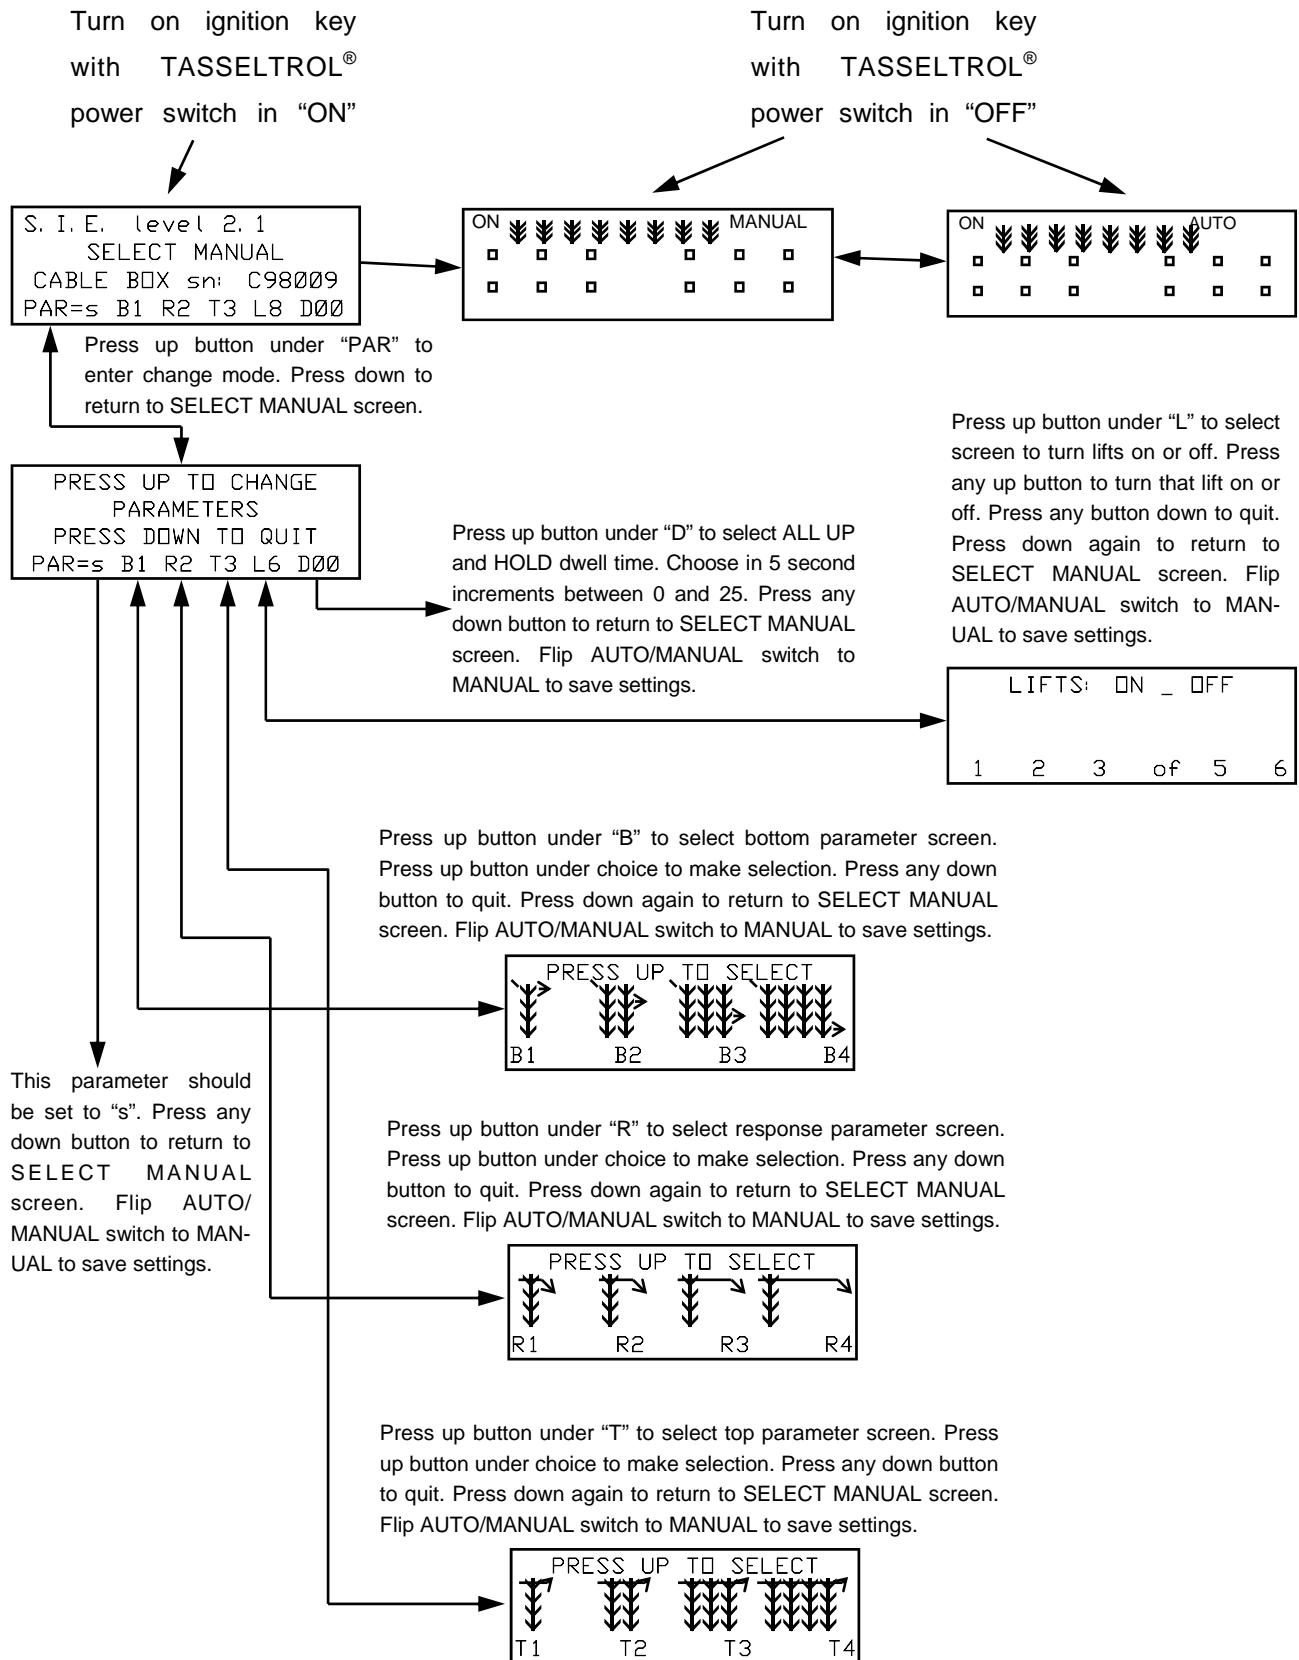 Turn on ignition key
with TASSELTROL®
power switch in “ON”
Turn on ignition key
with TASSELTROL®
power switch in “OFF”
S. I. E. level 2. 1
SELECT MANUAL
CABLE BOX sn: C98009
PAR=s B1 R2 T3 L8 D00
ON MANUAL
ON AUTO
Press up button under “PAR” to
enter change mode. Press down to
return to SELECT MANUAL screen.
PRESS UP TO CHANGE
PARAMETERS
PRESS DOWN TO QUIT
PAR=s B1 R2 T3 L6 D00
Press up button under “D” to select ALL UP
and HOLD dwell time. Choose in 5 second
increments between 0 and 25. Press any
down button to return to SELECT MANUAL
screen. Flip AUTO/MANUAL switch to
MANUAL to save settings.
Press up button under “L” to select
screen to turn lifts on or off. Press
any up button to turn that lift on or
off. Press any button down to quit.
Press down again to return to
SELECT MANUAL screen. Flip
AUTO/MANUAL switch to MAN-
UAL to save settings.
LIFTS: ON _ OFF
1 2 3 of 5 6
Press up button under “B” to select bottom parameter screen.
Press up button under choice to make selection. Press any down
button to quit. Press down again to return to SELECT MANUAL
screen. Flip AUTO/MANUAL switch to MANUAL to save settings.
PRESS UP TO SELECT
B1 B2 B3 B4
This parameter should
be set to “s”. Press any
down button to return to
SELECT MANUAL
screen. Flip AUTO/
MANUAL switch to MAN-
UAL to save settings.
Press up button under “R” to select response parameter screen.
Press up button under choice to make selection. Press any down
button to quit. Press down again to return to SELECT MANUAL
screen. Flip AUTO/MANUAL switch to MANUAL to save settings.
PRESS UP TO SELECT
R1 R2 R3 R4
Press up button under “T” to select top parameter screen. Press
up button under choice to make selection. Press any down button
to quit. Press down again to return to SELECT MANUAL screen.
Flip AUTO/MANUAL switch to MANUAL to save settings.
PRESS UP TO SELECT
T1 T2 T3 T4